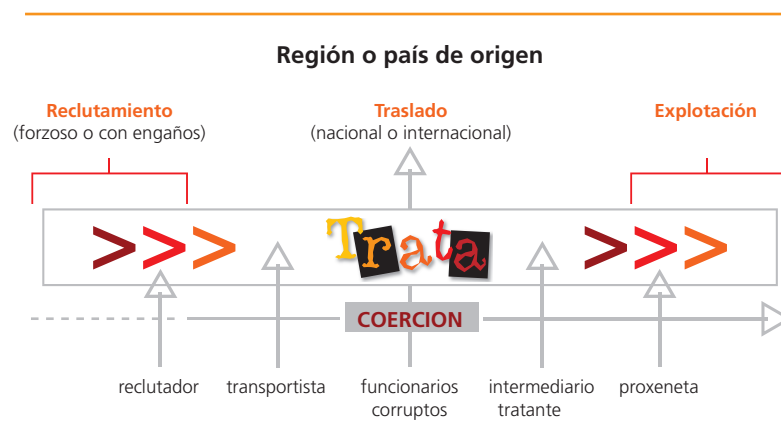 Región o país de origen
Reclutamiento
(forzoso o con engaños)
Traslado
(nacional o internacional)
Explotación
Trata
COERCION
reclutador
transportista
funcionarios
corruptos
intermediario
tratante
proxeneta